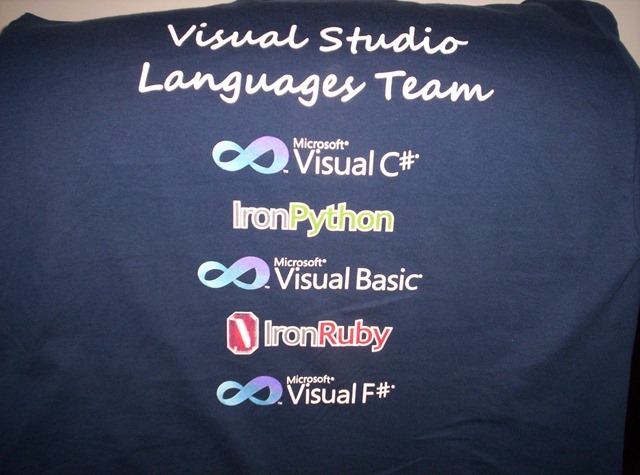 Visual Studio
Languages Team
Microsoft®
Visual C#®
IronPython
Microsoft®
Visual Basic®
IronRuby
Microsoft®
Visual F#®